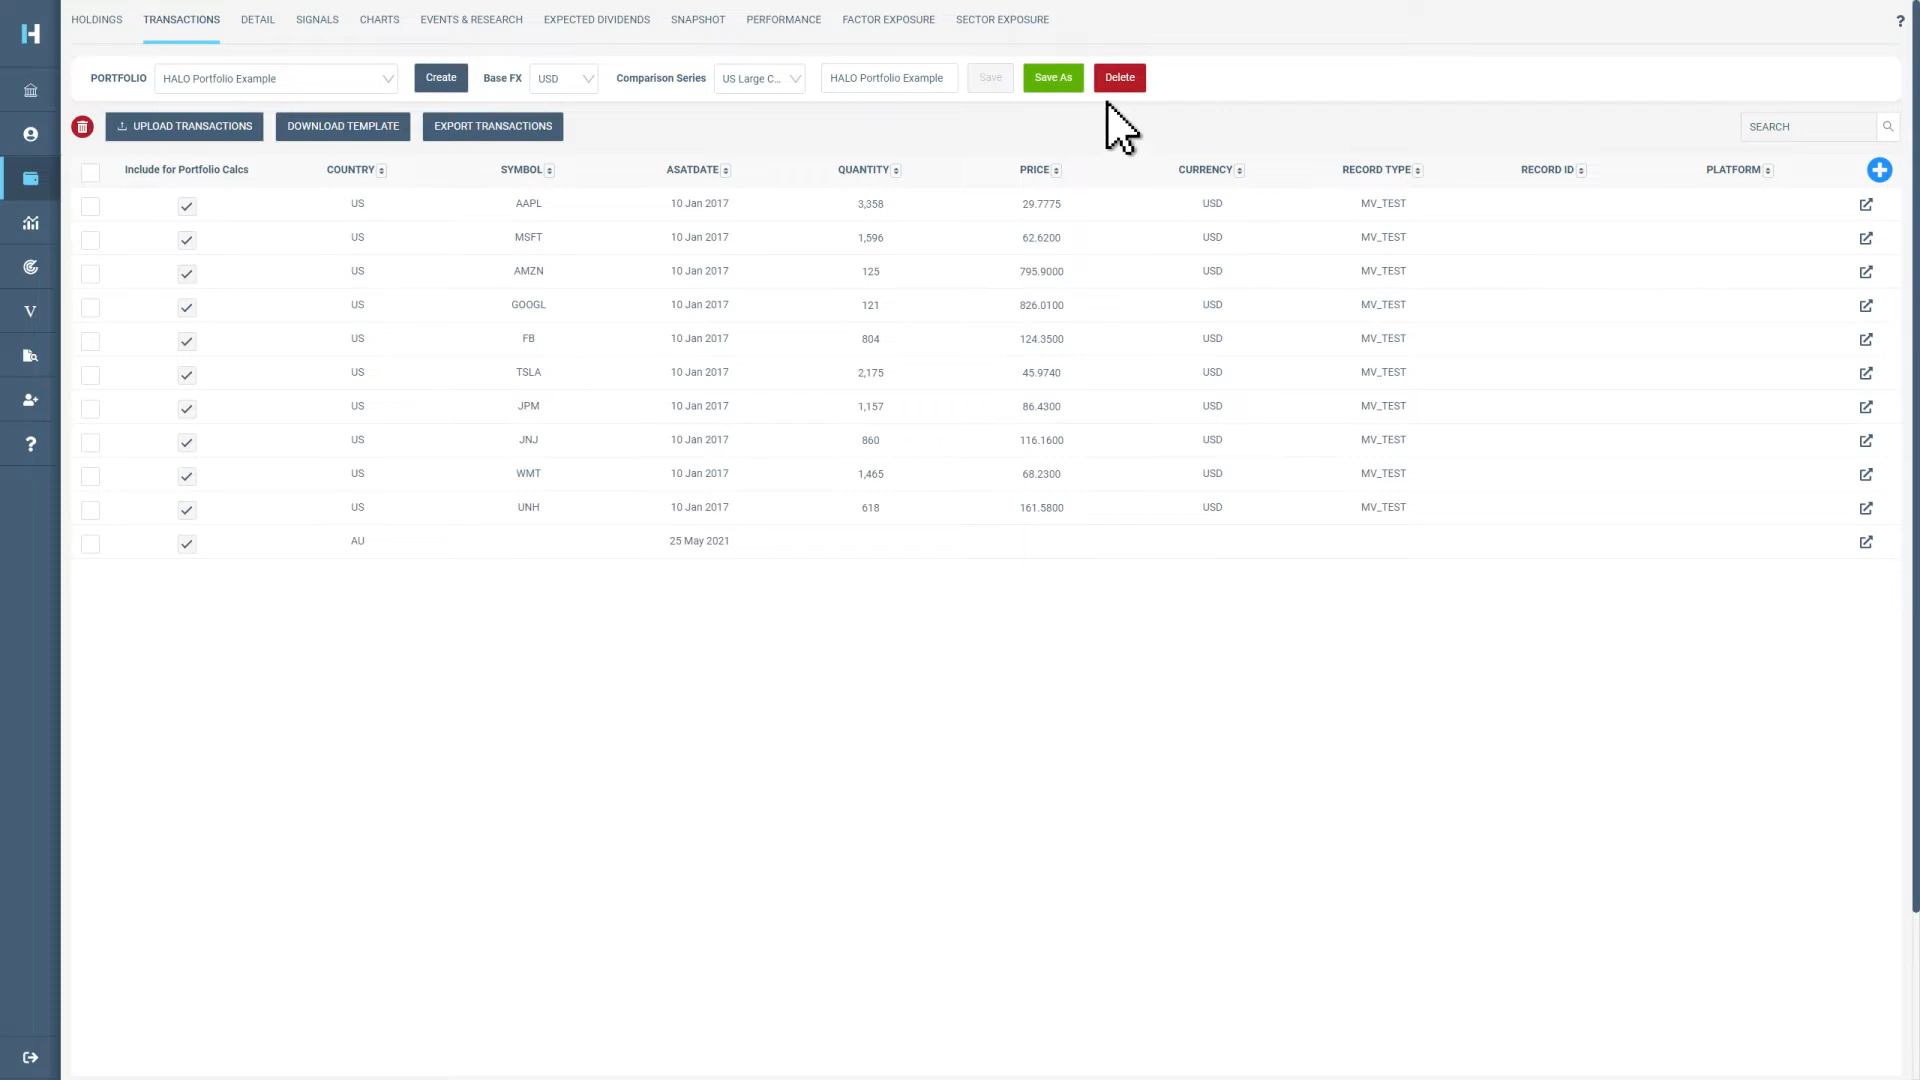 HOLDINGS TRANSACTIONS DETAIL SIGNALS CHARTS EVENTS & RESEARCH EXPECTED DIVIDENDS SNAPSHOT PERFORMANCE FACTOR EXPOSURE SECTOR EXPOSURE ?
PORTFOLIO HALO Portfolio Example Create Base FX USD Comparison Series US Large C... HALO Portfolio Example Save Save As Delete
UPLOAD TRANSACTIONS DOWNLOAD TEMPLATE EXPORT TRANSACTIONS SEARCH
Include for Portfolio Calcs COUNTRY SYMBOL ASATDATE QUANTITY PRICE CURRENCY RECORD TYPE RECORD ID PLATFORM
US AAPL 10 Jan 2017 3,358 29.7775 USD MV_TEST
US MSFT 10 Jan 2017 1,596 62.6200 USD MV_TEST
US AMZN 10 Jan 2017 125 795.9000 USD MV_TEST
US GOOGL 10 Jan 2017 121 826.0100 USD MV_TEST
US FB 10 Jan 2017 804 124.3500 USD MV_TEST
US TSLA 10 Jan 2017 2,175 45.9740 USD MV_TEST
US JPM 10 Jan 2017 1,157 86.4300 USD MV_TEST
US JNJ 10 Jan 2017 860 116.1600 USD MV_TEST
US WMT 10 Jan 2017 1,465 68.2300 USD MV_TEST
US UNH 10 Jan 2017 618 161.5800 USD MV_TEST
AU 25 May 2021
H
V
?